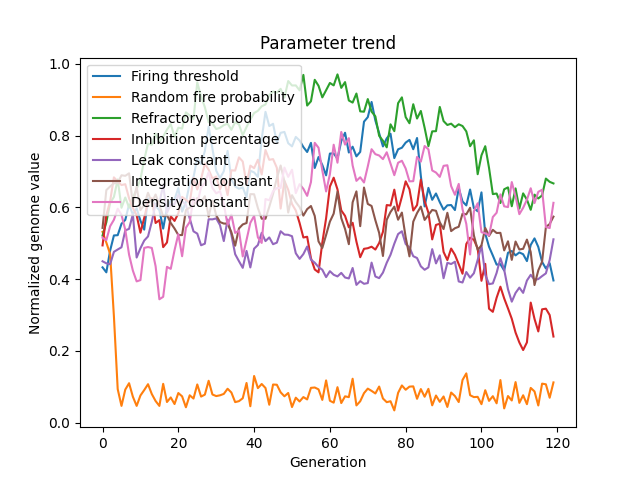 Parameter trend
1.0
0.8
0.6
0.4
0.2
0.0
Normalized genome value
Firing threshold
Random fire probability
Refractory period
Inhibition percentage
Leak constant
Integration constant
Density constant
0 20 40 60 80 100 120
Generation